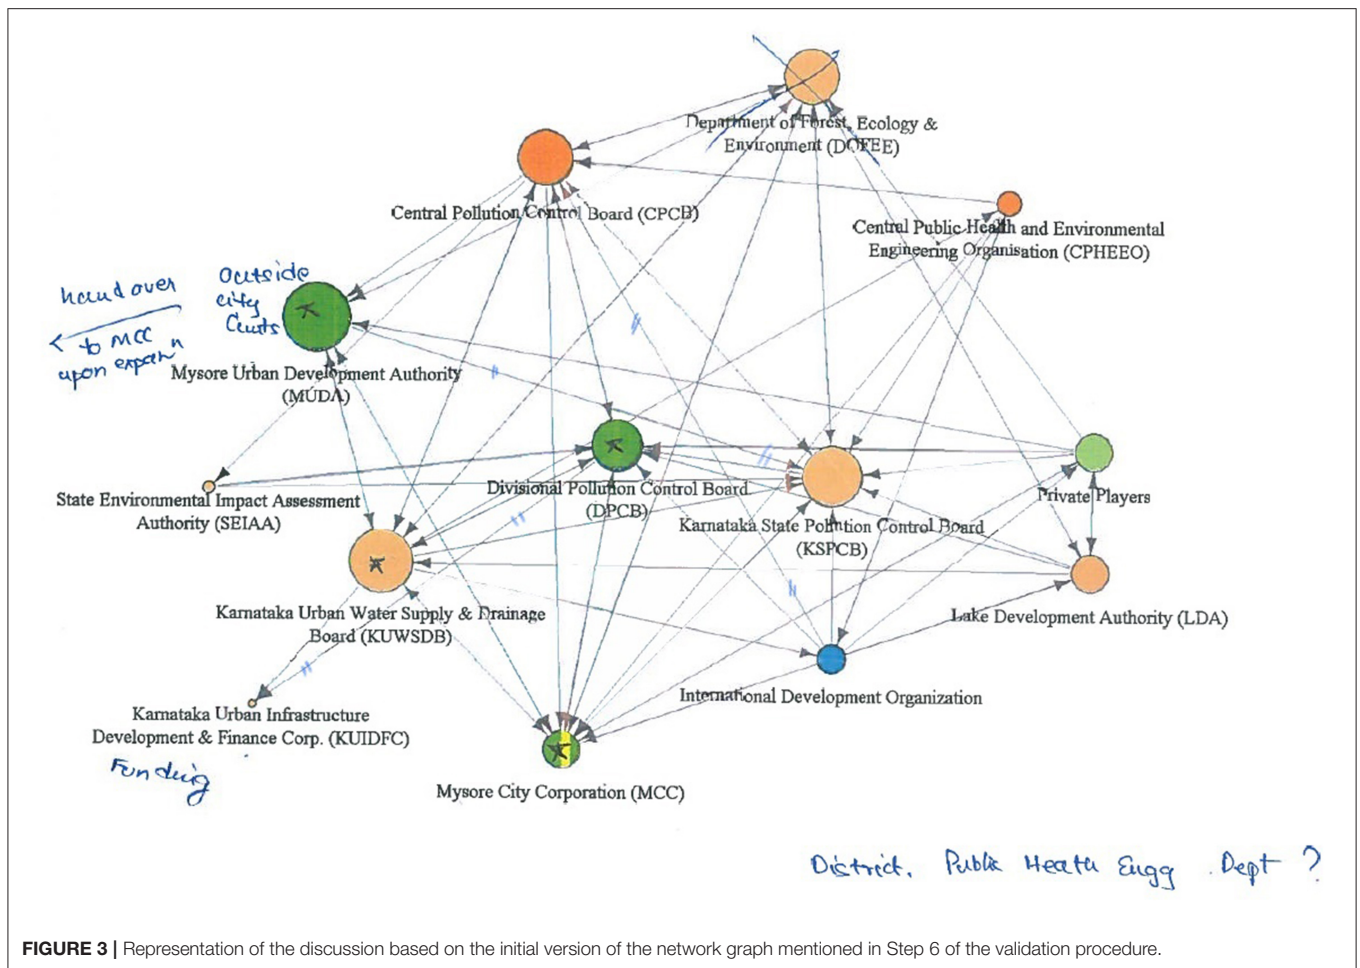 Department of Forest, Ecology &
Environment (DOFEE)
Central Pollution Control Board (CPCB)
Central Public Health and Environmental
Engineering Organisation (CPHEEO)
hand over
to MCC
upon expan n
Outside
city
Mysore Urban Development Authority
(MUDA)
State Environmental Impact Assessment
Authority (SEIAA)
Divisional Pollution Control Board
(DPCB)
Karnataka State Pollution Control Board
(KSPCB)
Private Players
Karnataka Urban Water Supply & Drainage
Board (KUWSDB)
Lake Development Authority (LDA)
International Development Organization
Karnataka Urban Infrastructure
Development & Finance Corp. (KUIDFC)
Funding
Mysore City Corporation (MCC)
District. Public Heath Engg. Dept ?
FIGURE 3 | Representation of the discussion based on the initial version of the network graph mentioned in Step 6 of the validation procedure.